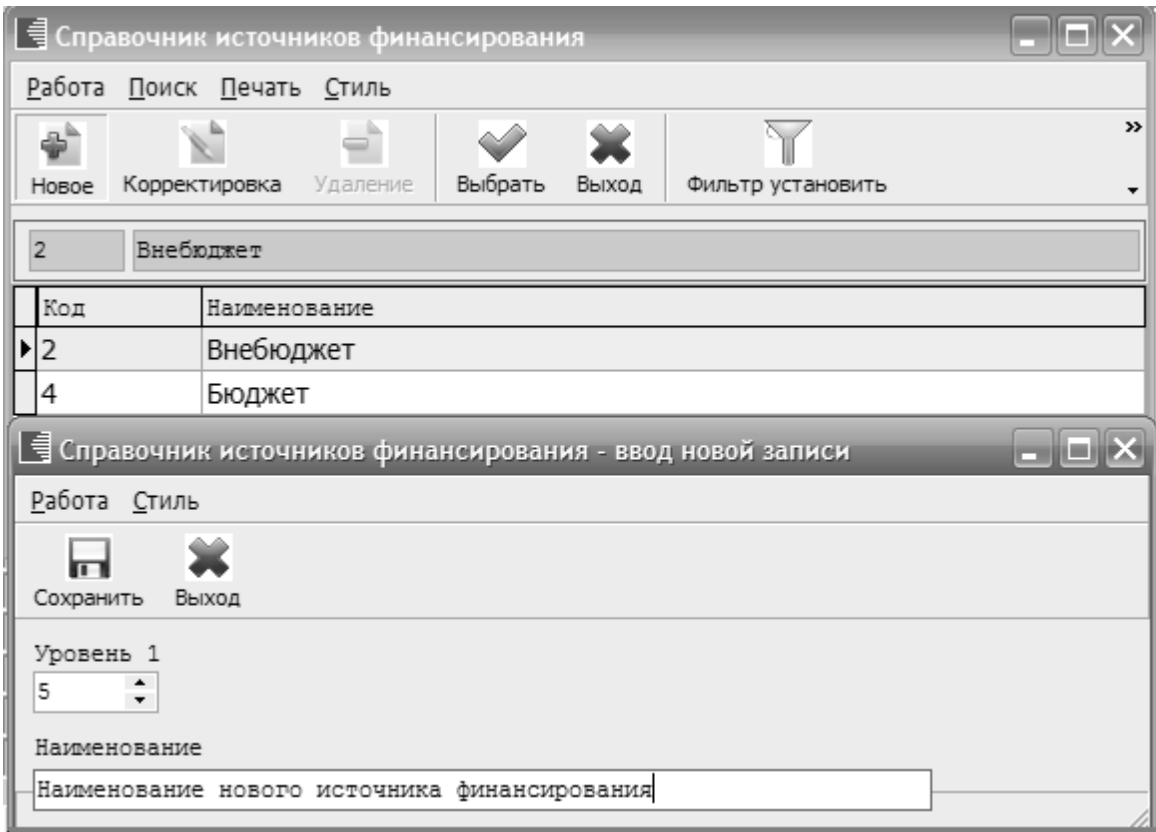 Справочник источников финансирования
Работа Поиск Печать Стиль
Новое Корректировка Удаление Выбрать Выход Фильтр установить
2 Внебюджет
Код Наименование
2 Внебюджет
4 Бюджет
Справочник источников финансирования - ввод новой записи
Работа Стиль
Сохранить Выход
Уровень 1
5
Наименование
Наименование нового источника финансирования